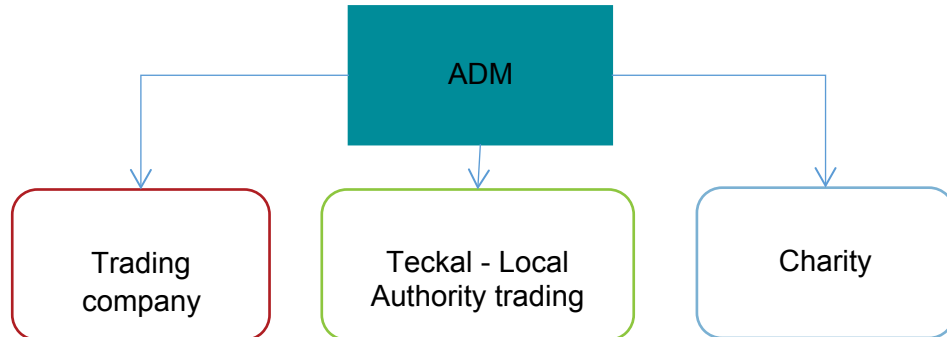 ADM
Trading
company
Teckal - Local
Authority trading
Charity